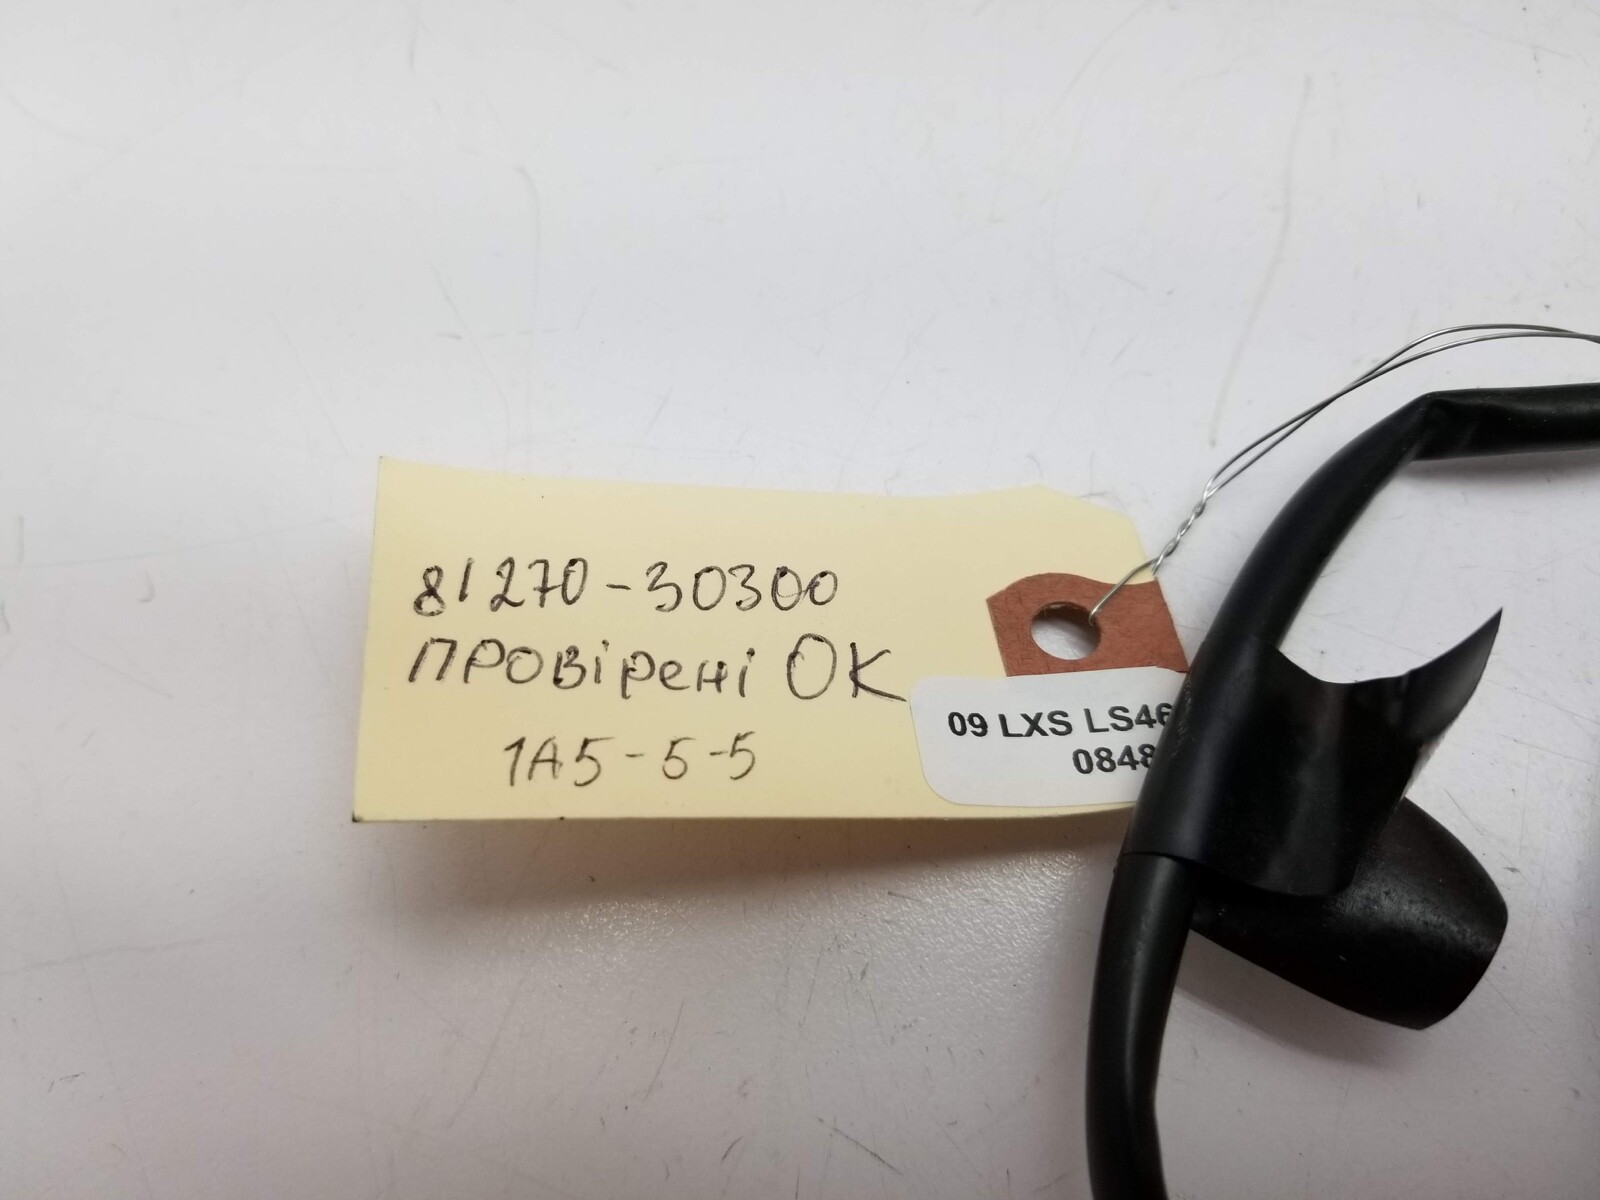 81270-30300
ПРОВірені ОК
1A5-5-5
09 LXS LS46
0848